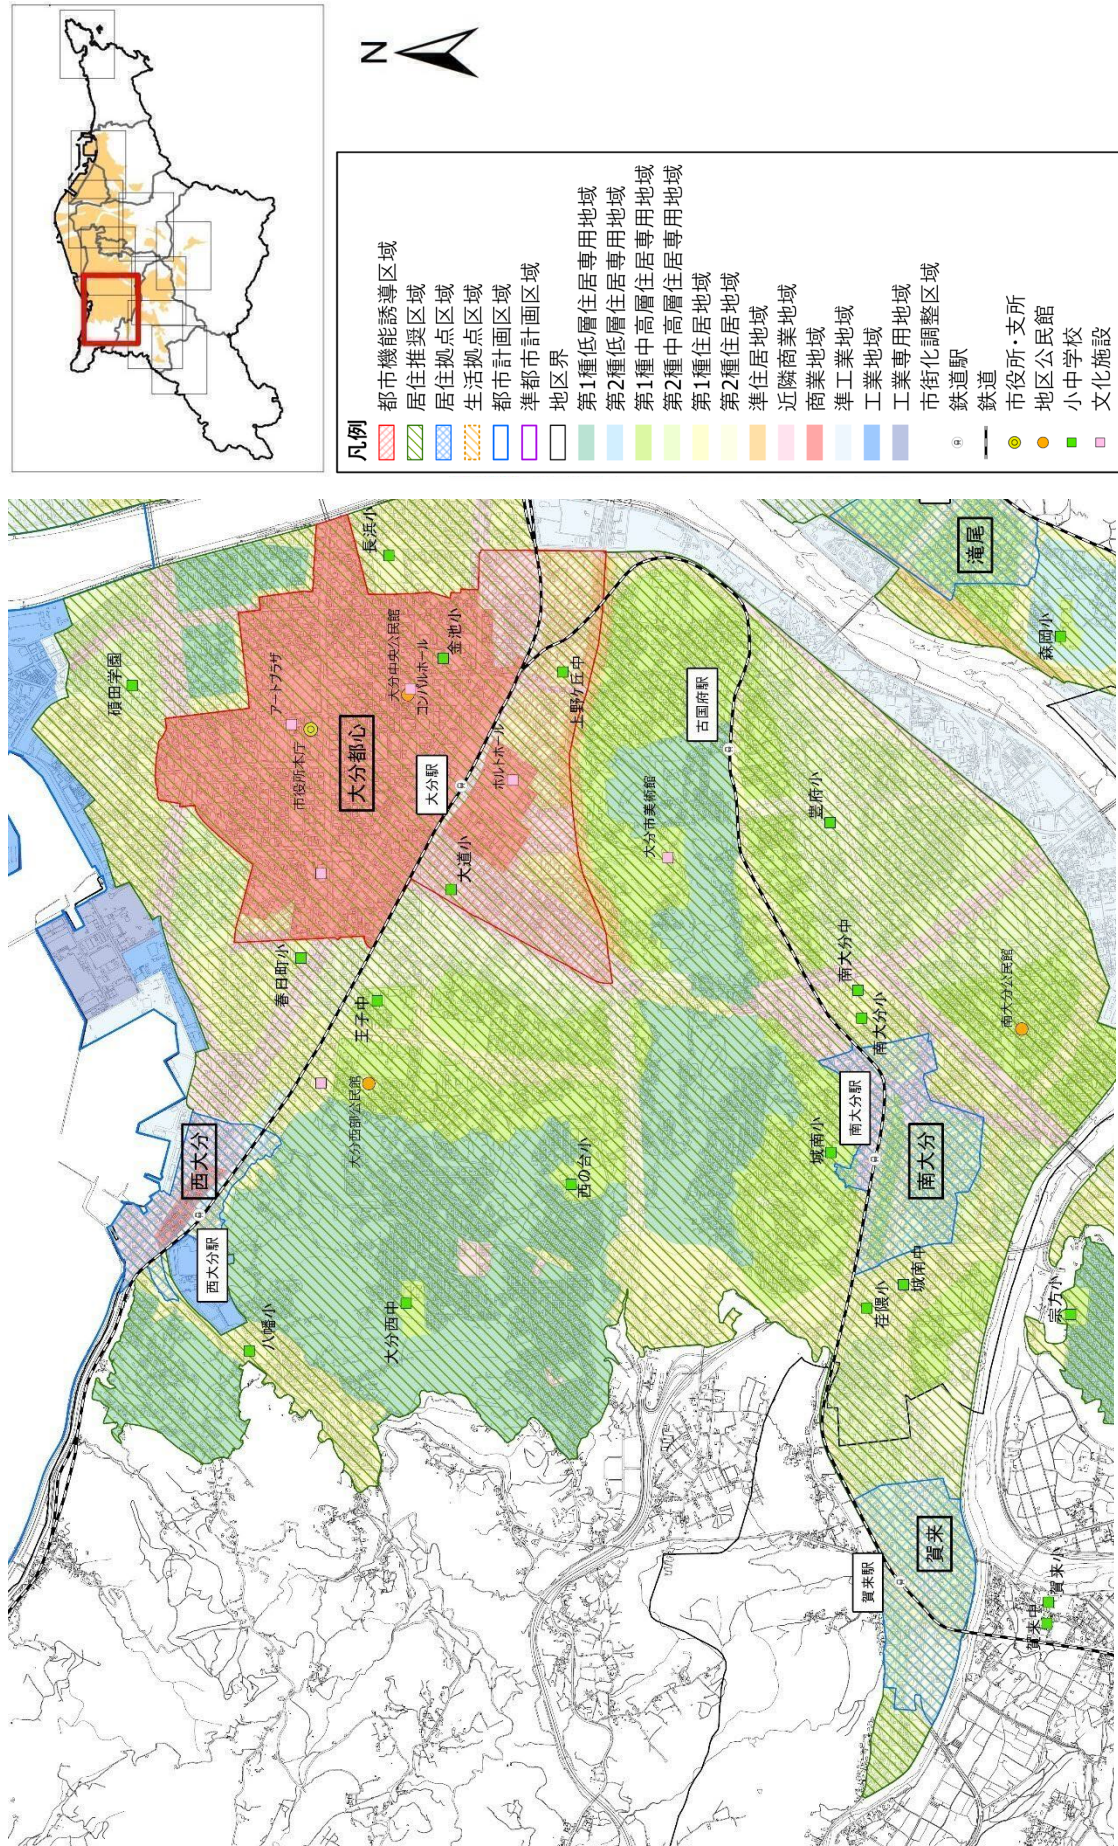 N
凡例
都市機能誘導区域
居住推奨区域
居住拠点区域
生活拠点区域
都市計画区域
準都市計画区域
地区界
第1種低層住居専用地域
第2種低層住居専用地域
第1種中高層住居専用地域
第2種中高層住居専用地域
第1種住居地域
第2種住居地域
準住居地域
近隣商業地域
商業地域
準工業地域
工業地域
工業専用地域
市街化調整区域
鉄道駅
鉄道
市役所・支所
地区公民館
小中学校
文化施設
碩田学園
長浜小
アートプラザ
市役所本庁
大分中央公民館
コンパルホール
金池小
大分都心
大分駅
ホルトホール
上野ケ丘中
大道小
春日町小
王子中
大分西部公民館
西大分
西大分駅
八幡小
大分西中
西の台小
大分市美術館
古国府駅
豊府小
南大分中
南大分小
南大分公民館
南大分駅
南大分
城南小
城南中
荏隈小
宗方小
賀来駅
賀来
賀来中
賀来小
滝尾
森岡小